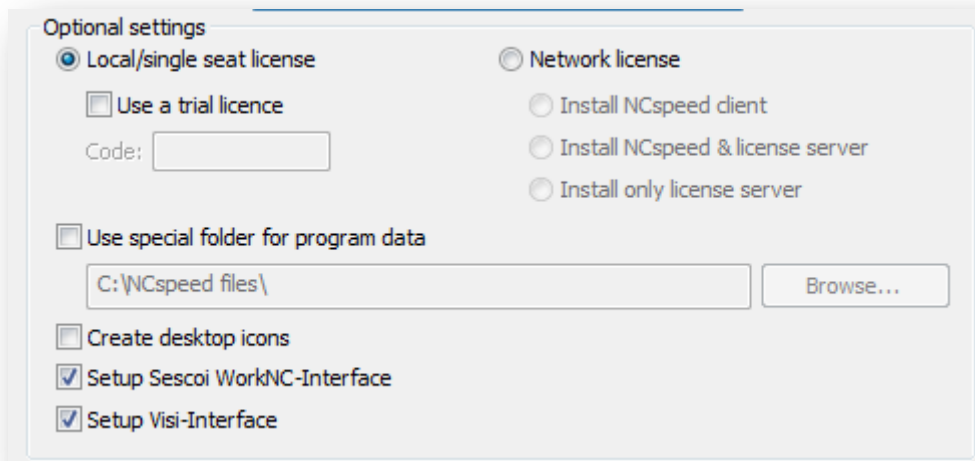 Optional settings
Local/single seat license
Network license
Use a trial licence
Install NCspeed client
Code:
Install NCspeed & license server
Install only license server
Use special folder for program data
C:\NCspeed files\
Browse...
Create desktop icons
Setup Sescoi WorkNC-Interface
Setup Visi-Interface